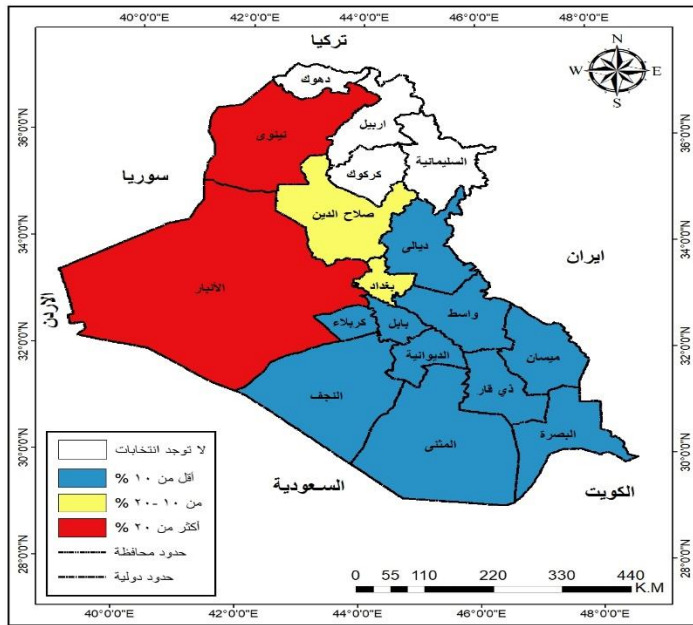 40°0'0"E 42°0'0"E 44°0'0"E 46°0'0"E 48°0'0"E
تركيا
N
W E
S
دهوك
36°0'0"N
36°0'0"N
نينوى
اربيل
السليمانية
كركوك
سوريا
صلاح الدين
34°0'0"N
34°0'0"N
ديالى
ايران
الأنبار
بغداد
الاردن
واسط
32°0'0"N
32°0'0"N
كربلاء
بابل
الديوانية
ميسان
النجف
ذي قار
البصرة
المثنى
30°0'0"N
30°0'0"N
السعودية
الكويت
لا توجد انتخابات
أقل من ١٠ %
من ١٠ -٢٠ %
أكثر من ٢٠ %
حدود محافظة
حدود دولية
28°0'0"N
28°0'0"N
0 55 110 220 330 440
K.M
40°0'0"E 42°0'0"E 44°0'0"E 46°0'0"E 48°0'0"E